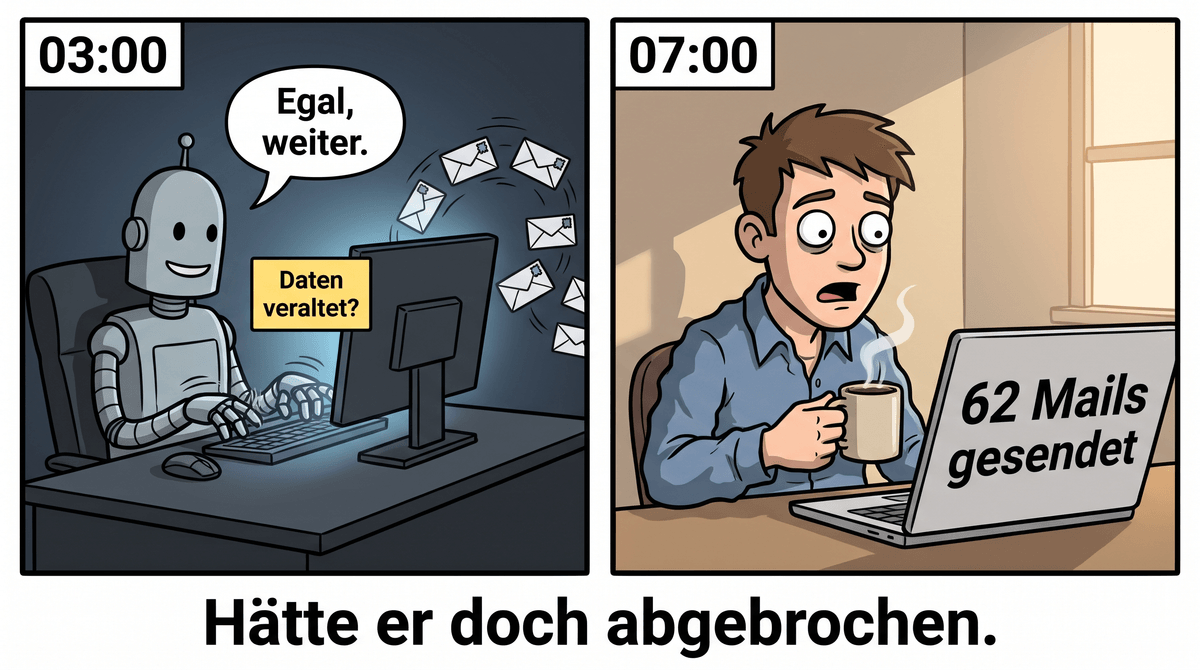 03:00
Egal,
weiter.
Daten
veraltet?
07:00
62 Mails
gesendet
Hätte er doch abgebrochen.